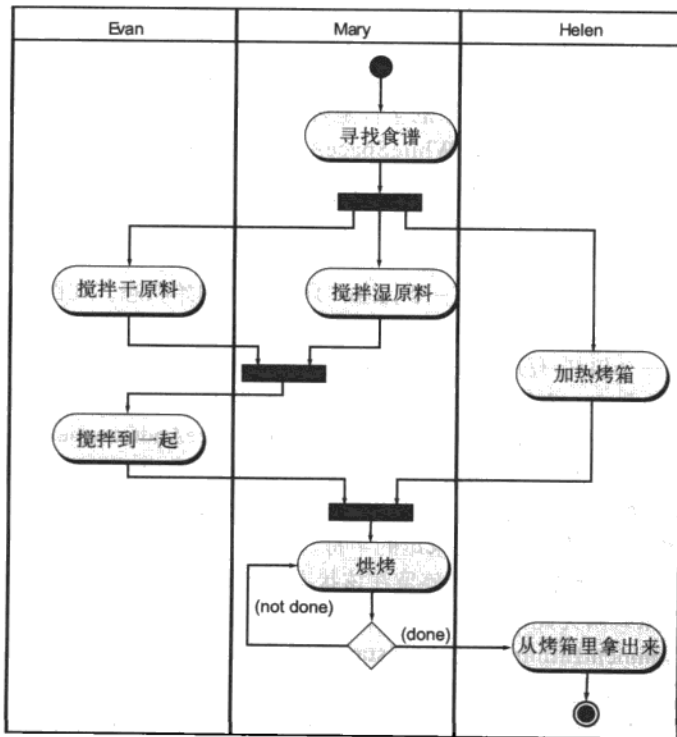 Evan
Mary
Helen
寻找食谱
搅拌干原料
搅拌湿原料
加热烤箱
搅拌到一起
烘烤
(not done)
(done)
从烤箱里拿出来